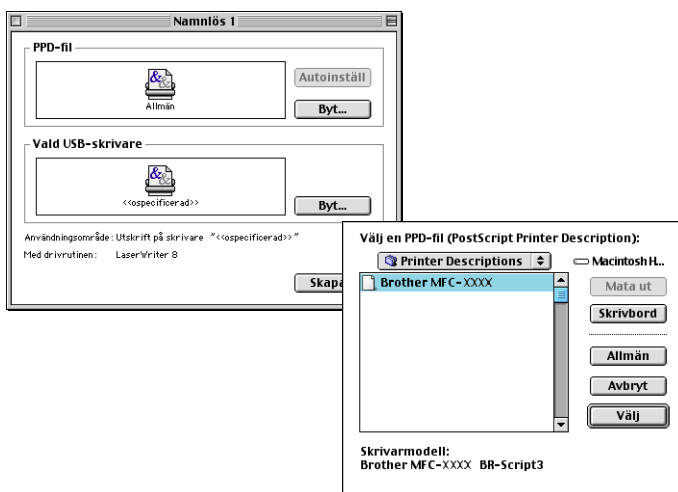 Namnlös 1
PPD-fil
Allmän
Autoinställ
Byt...
Vald USB-skrivare
<<ospecificerad>>
Byt...
Användningsområde: Utskrift på skrivare "<<ospecificerad>>"
Med drivrutinen: LaserWriter 8
Skapa
Välj en PPD-fil (PostScript Printer Description):
Printer Descriptions
Macintosh H...
Brother MFC-XXXX
Mata ut
Skrivbord
Allmän
Avbryt
Välj
Skrivarmodell:
Brother MFC-XXXX BR-Script3